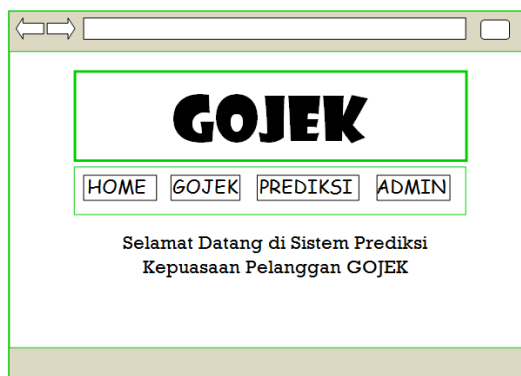 GOJEK
HOME GOJEK PREDIKSI ADMIN
Selamat Datang di Sistem Prediksi
Kepuasaan Pelanggan GOJEK